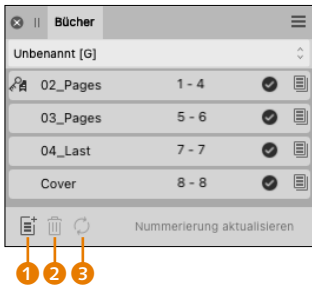 Bücher
Unbenannt [G]
02_Pages 1 - 4
03_Pages 5 - 6
04_Last 7 - 7
Cover 8 - 8
Nummerierung aktualisieren
1 2 3